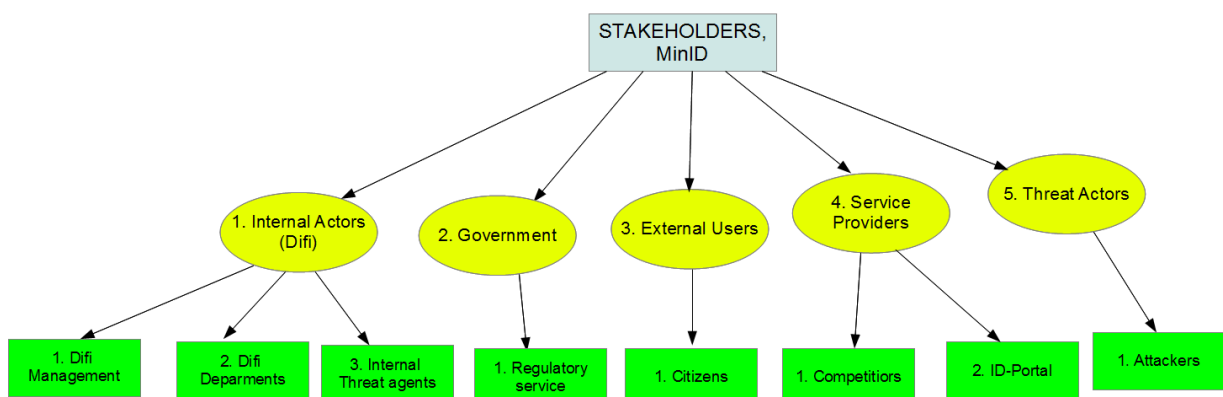 STAKEHOLDERS,
MinID
1. Internal Actors
(Difi)
2. Government
3. External Users
4. Service
Providers
5. Threat Actors
1. Difi
Management
2. Difi
Deparments
3. Internal
Threat agents
1. Regulatory
service
1. Citizens
1. Competitiors
2. ID-Portal
1. Attackers